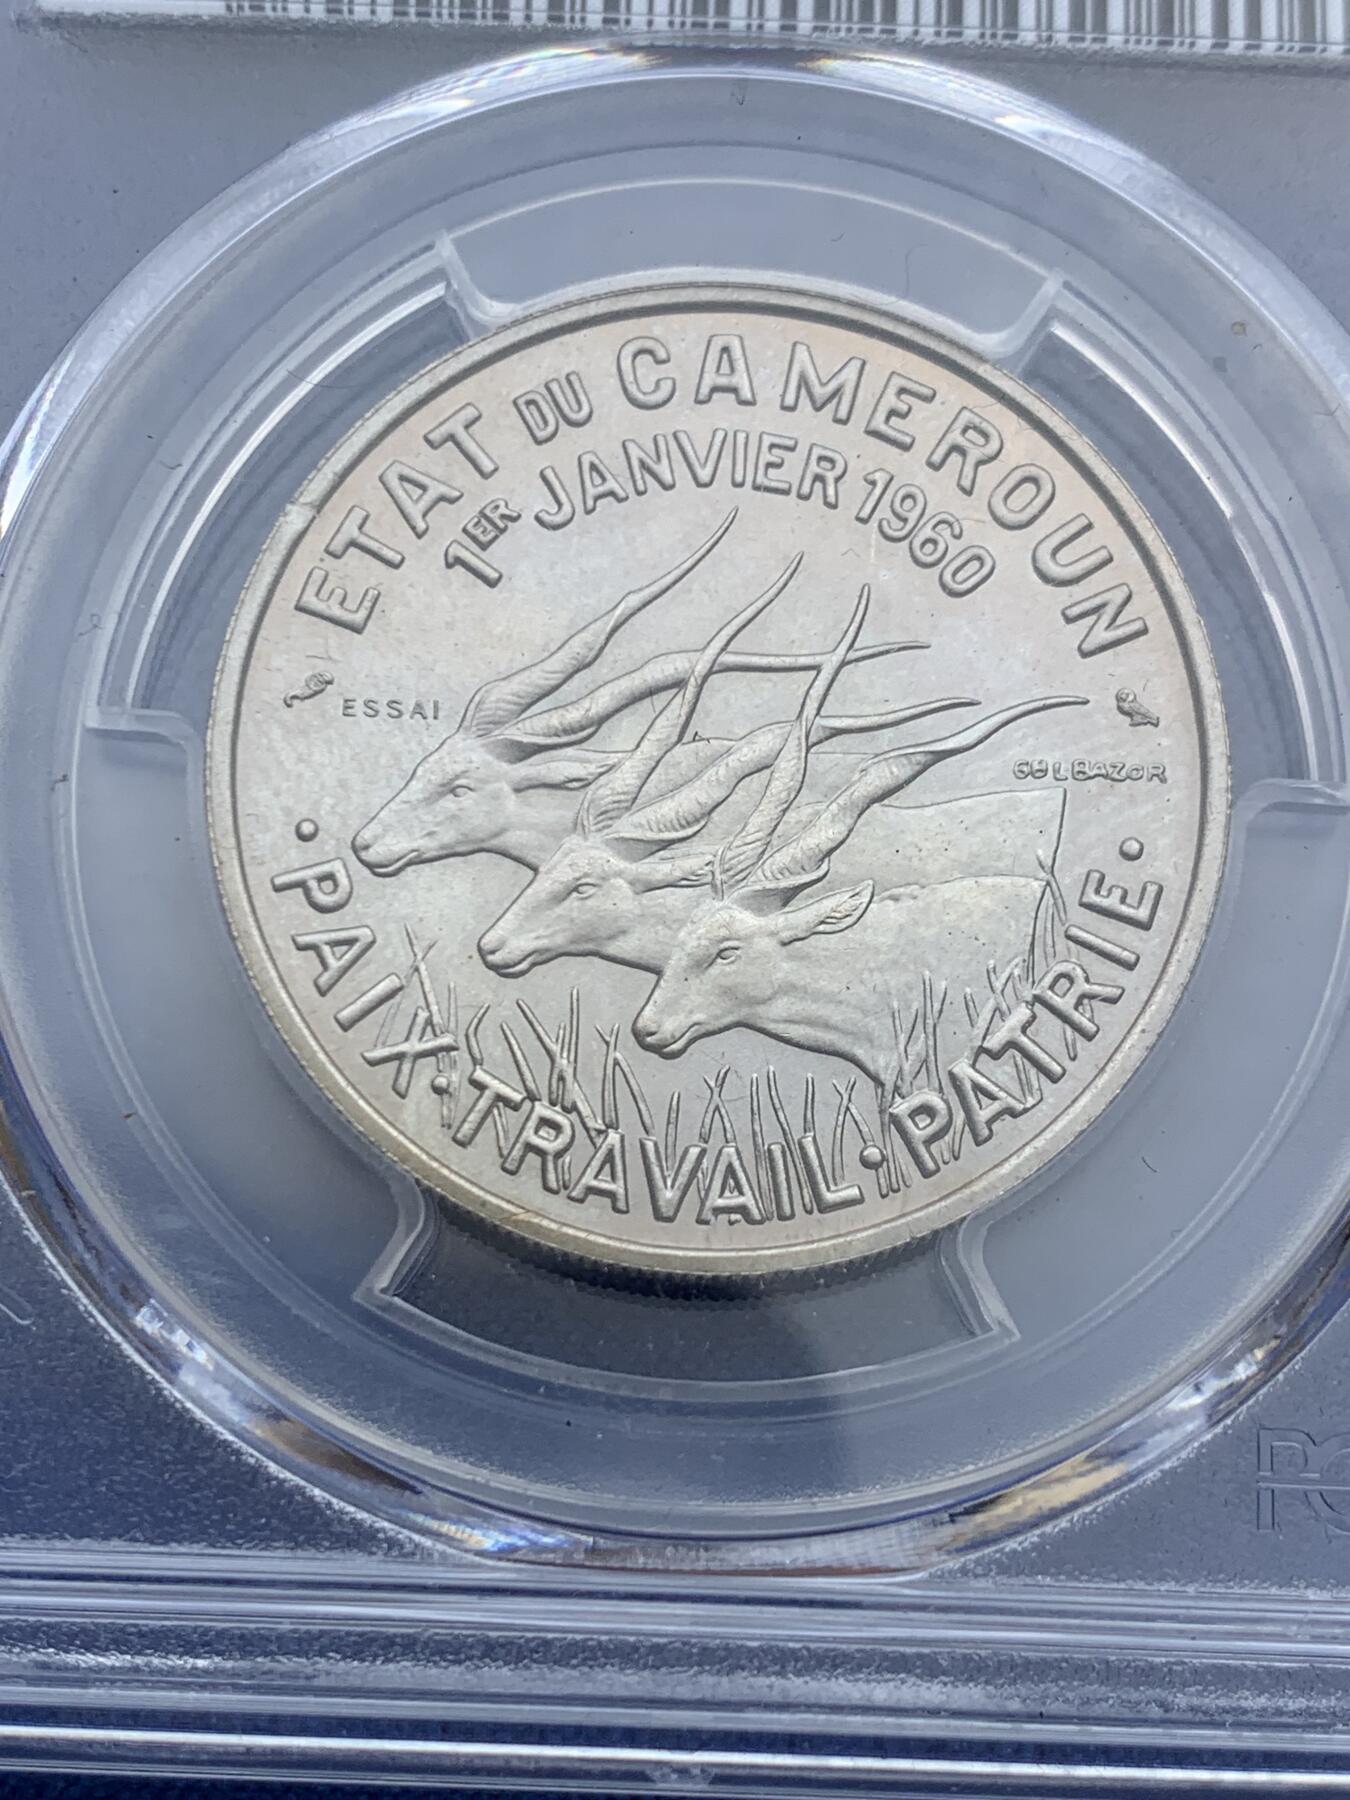 ETAT DU CAMEROUN
1ER JANVIER 1960
ESSAI
G.B.L.BAZOR
· PAIX · TRAVAIL · PATRIE ·